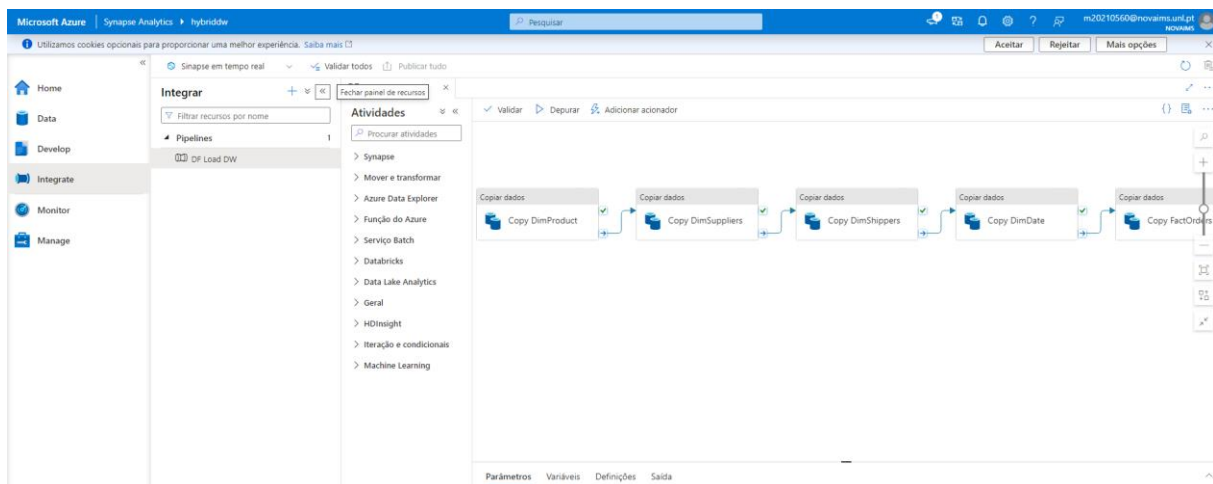 Microsoft Azure | Synapse Analytics ▸ hybriddw
Pesquisar
m20210560@novaims.unl.pt
NOVAIMS
Utilizamos cookies opcionais para proporcionar uma melhor experiência. Saiba mais
Aceitar
Rejeitar
Mais opções
Sinapse em tempo real
Validar todos
Publicar tudo
Home
Data
Develop
Integrate
Monitor
Manage
Integrar
Filtrar recursos por nome
Pipelines 1
DF Load DW
Fechar painel de recursos
Atividades
Procurar atividades
Synapse
Mover e transformar
Azure Data Explorer
Função do Azure
Serviço Batch
Databricks
Data Lake Analytics
Geral
HDInsight
Iteração e condicionais
Machine Learning
Validar
Depurar
Adicionar acionador
Copiar dados
Copy DimProduct
Copiar dados
Copy DimSuppliers
Copiar dados
Copy DimShippers
Copiar dados
Copy DimDate
Copiar dados
Copy FactOrders
Parâmetros
Variáveis
Definições
Saída